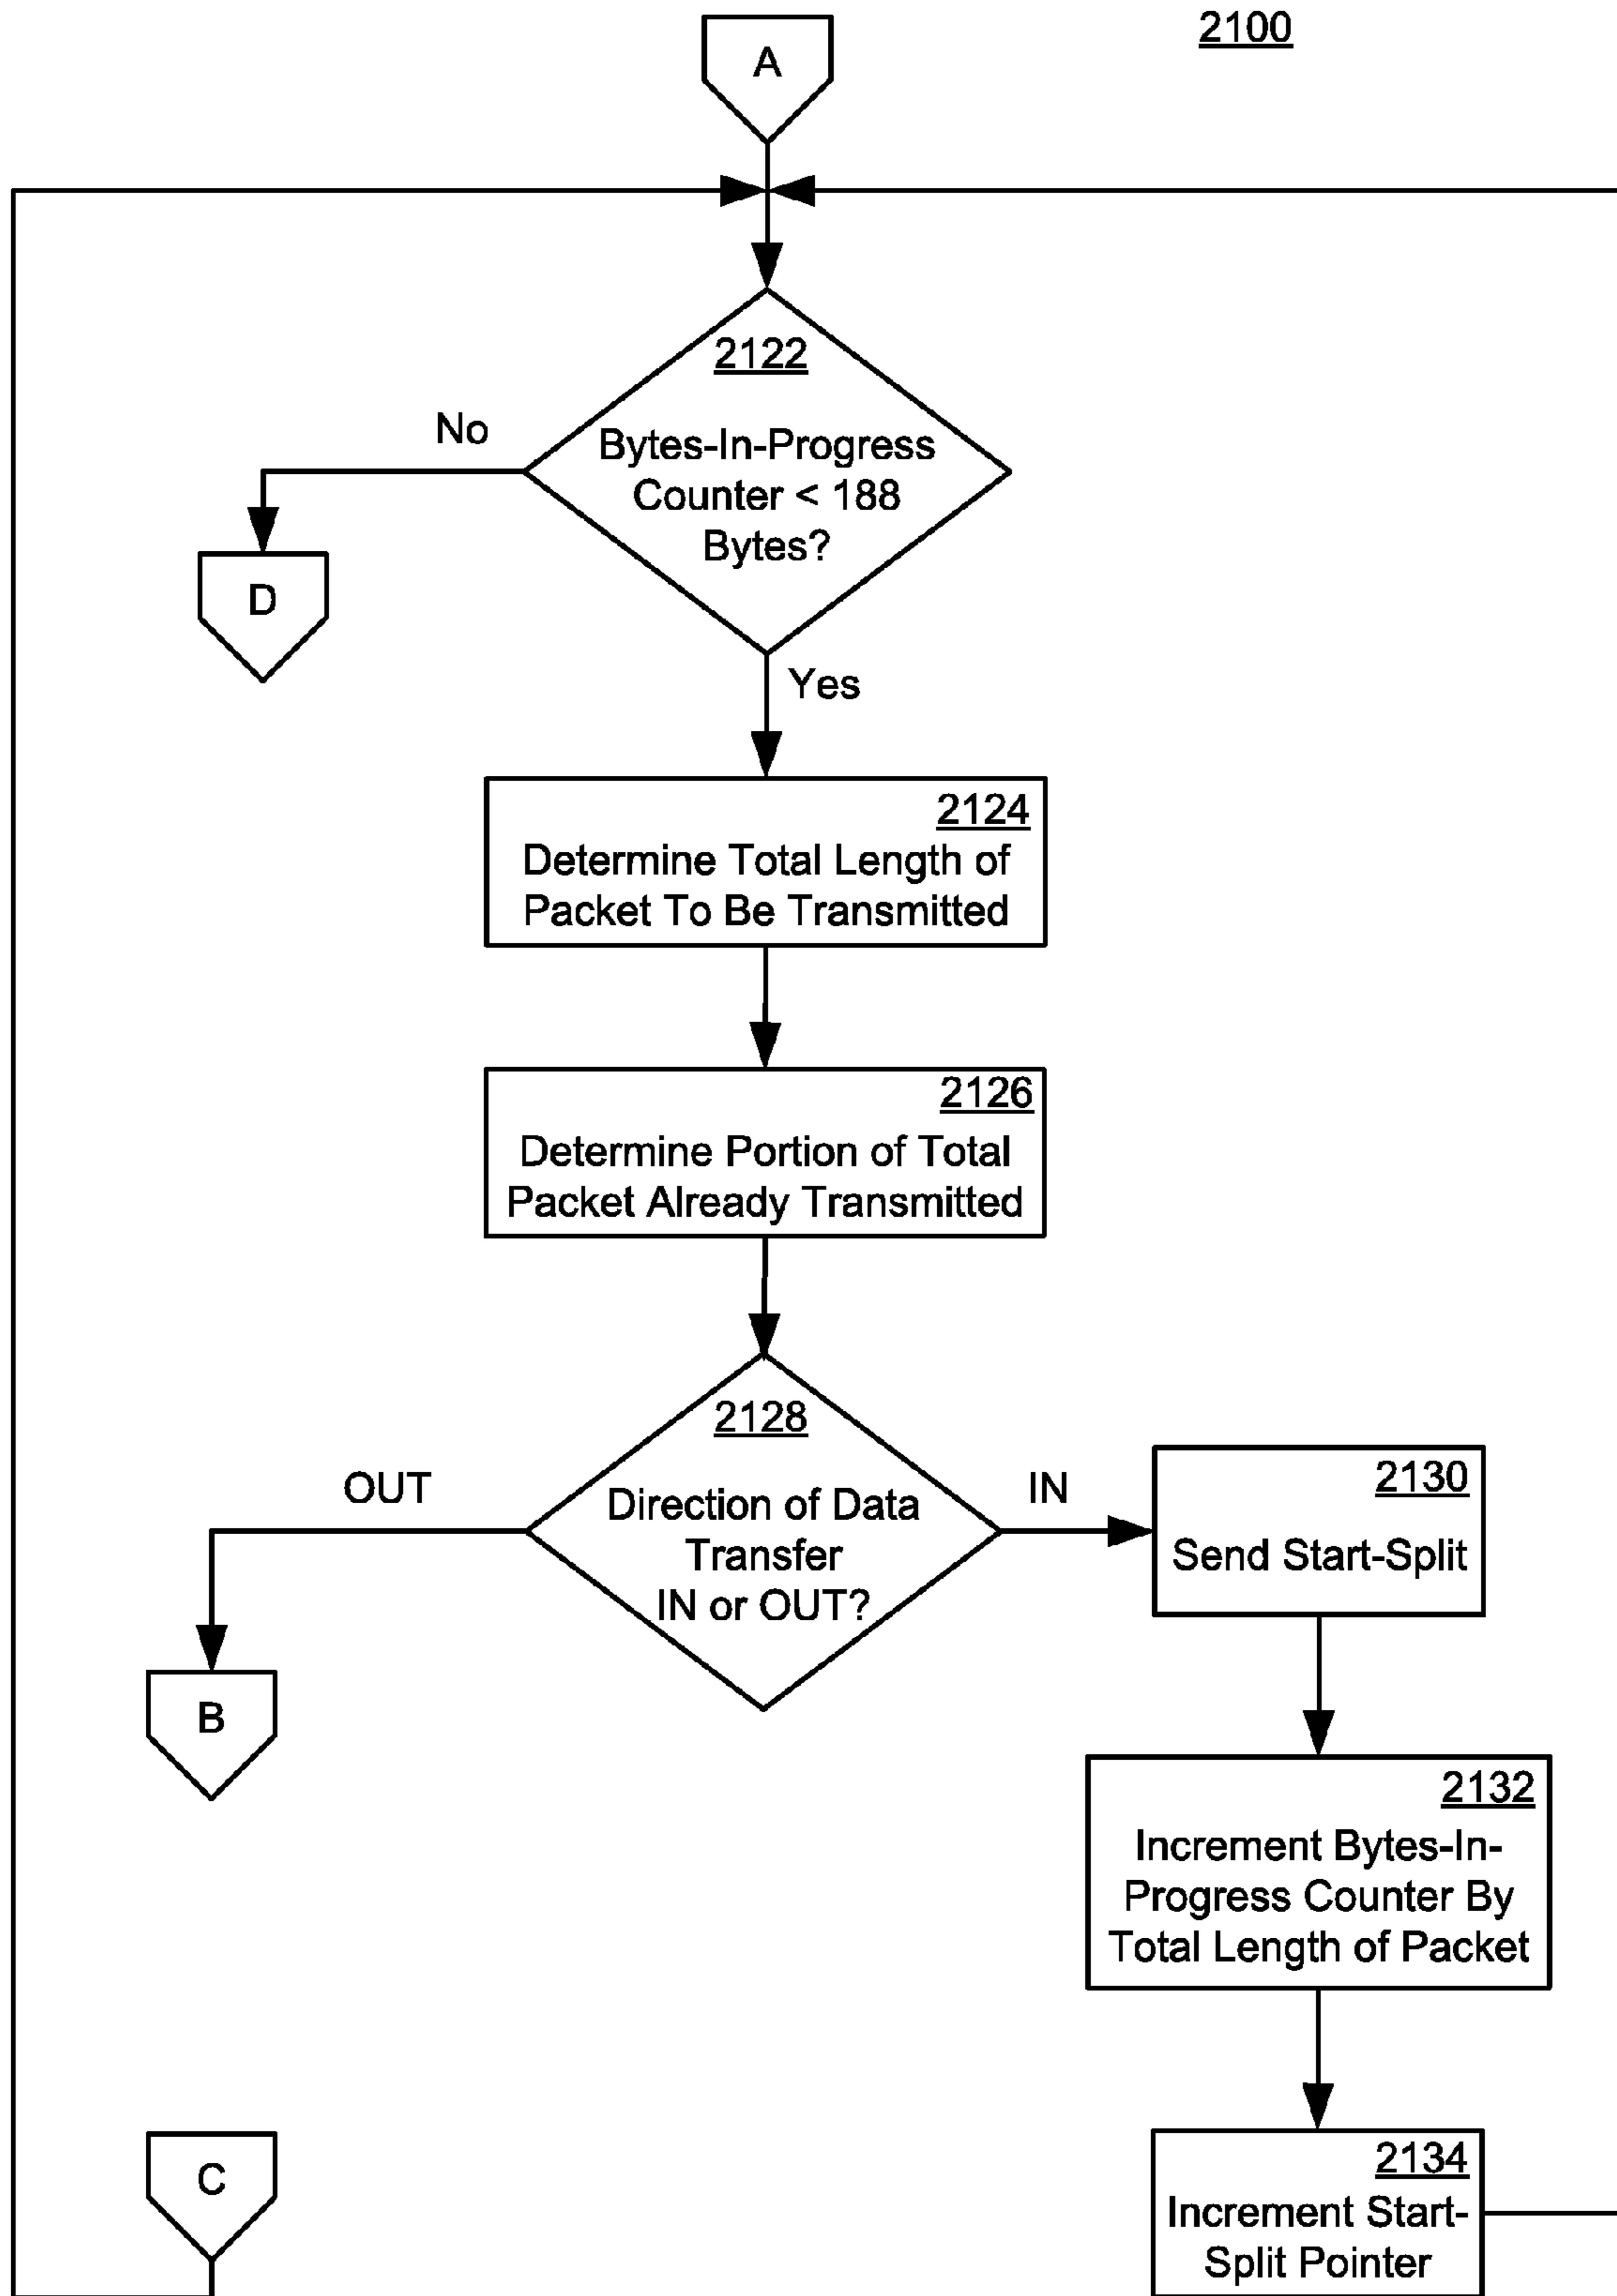 2100
A
2122
Bytes-In-Progress
Counter < 188
Bytes?
No
D
Yes
2124
Determine Total Length of
Packet To Be Transmitted
2126
Determine Portion of Total
Packet Already Transmitted
2128
Direction of Data
Transfer
IN or OUT?
OUT
B
IN
2130
Send Start-Split
2132
Increment Bytes-In-
Progress Counter By
Total Length of Packet
2134
Increment Start-
Split Pointer
C